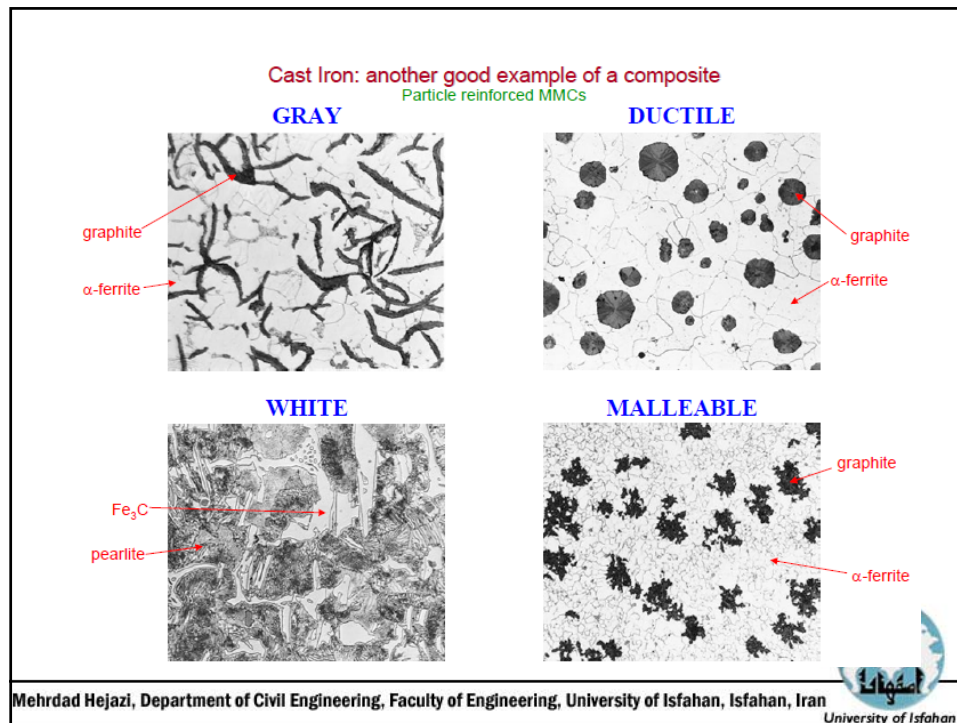 Cast Iron: another good example of a composite
Particle reinforced MMCs
GRAY
DUCTILE
graphite
α-ferrite
graphite
α-ferrite
WHITE
MALLEABLE
Fe₃C
pearlite
graphite
α-ferrite
Mehrdad Hejazi, Department of Civil Engineering, Faculty of Engineering, University of Isfahan, Isfahan, Iran
University of Isfahan